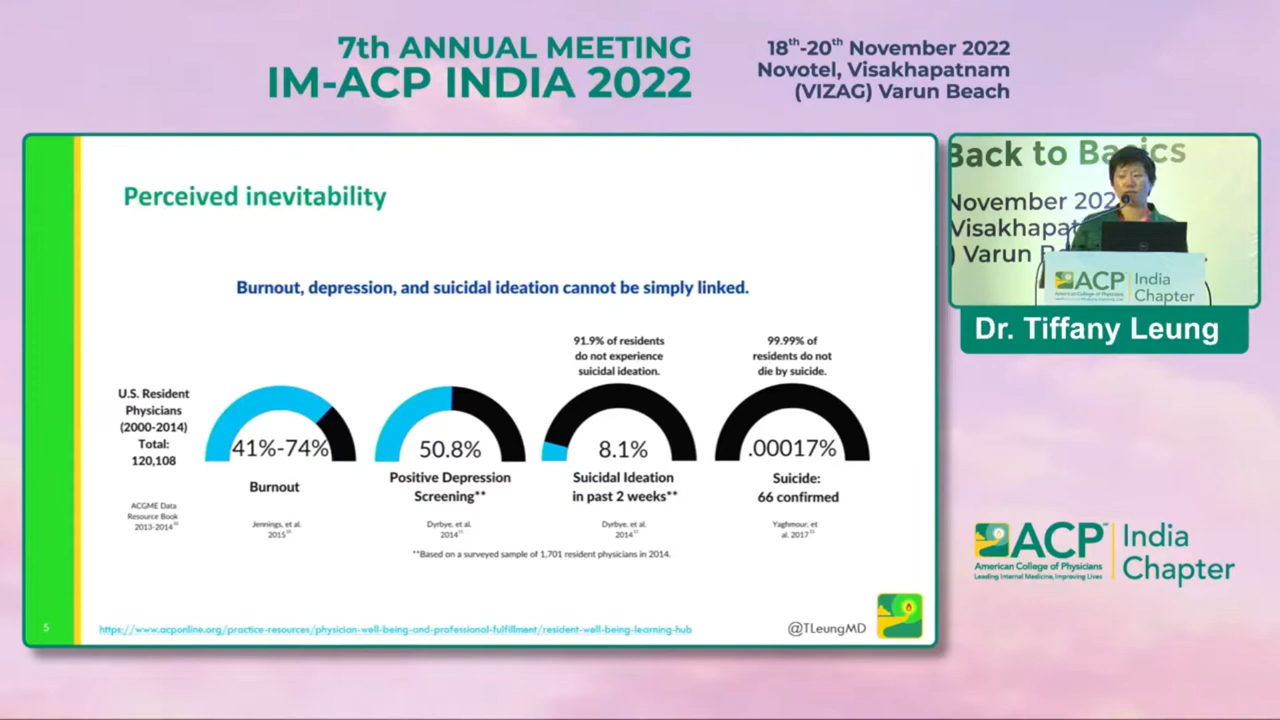 7th ANNUAL MEETING
IM-ACP INDIA 2022
18th-20th November 2022
Novotel, Visakhapatnam
(VIZAG) Varun Beach
Perceived inevitability
Burnout, depression, and suicidal ideation cannot be simply linked.
U.S. Resident
Physicians
(2000-2014)
Total:
120,108
ACGME Data
Resource Book
2013-2014
41%-74%
Burnout
Jennings, et al.
2015
50.8%
Positive Depression
Screening**
Dyrbye, et al.
2014
91.9% of residents
do not experience
suicidal ideation.
8.1%
Suicidal Ideation
in past 2 weeks**
Dyrbye, et al.
2014
99.99% of
residents do not
die by suicide.
.00017%
Suicide:
66 confirmed
Yaghmour, et
al. 2017
**Based on a surveyed sample of 1,701 resident physicians in 2014.
5
https://www.acponline.org/practice-resources/physician-well-being-and-professional-fulfillment/resident-well-being-learning-hub
@TLeungMD
Back to Basics
November 202
Visakhapat
) Varun
ACP India
American College of Physicians
Chapter
Dr. Tiffany Leung
ACP India
American College of Physicians Chapter
Leading Internal Medicine, Improving Lives